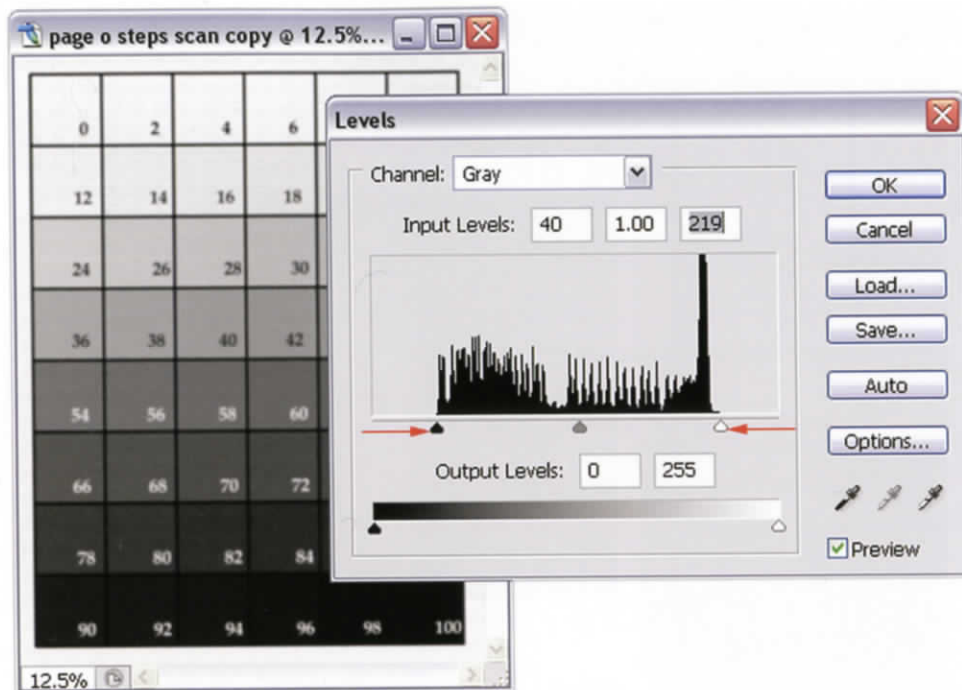 page o steps scan copy @ 12.5%...
0 2 4 6
12 14 16 18
24 26 28 30
36 38 40 42
54 56 58 60
66 68 70 72
78 80 82 84
90 92 94 96 98 100
12.5%
Levels
Channel: Gray
Input Levels: 40 1.00 219
Output Levels: 0 255
OK
Cancel
Load...
Save...
Auto
Options...
Preview